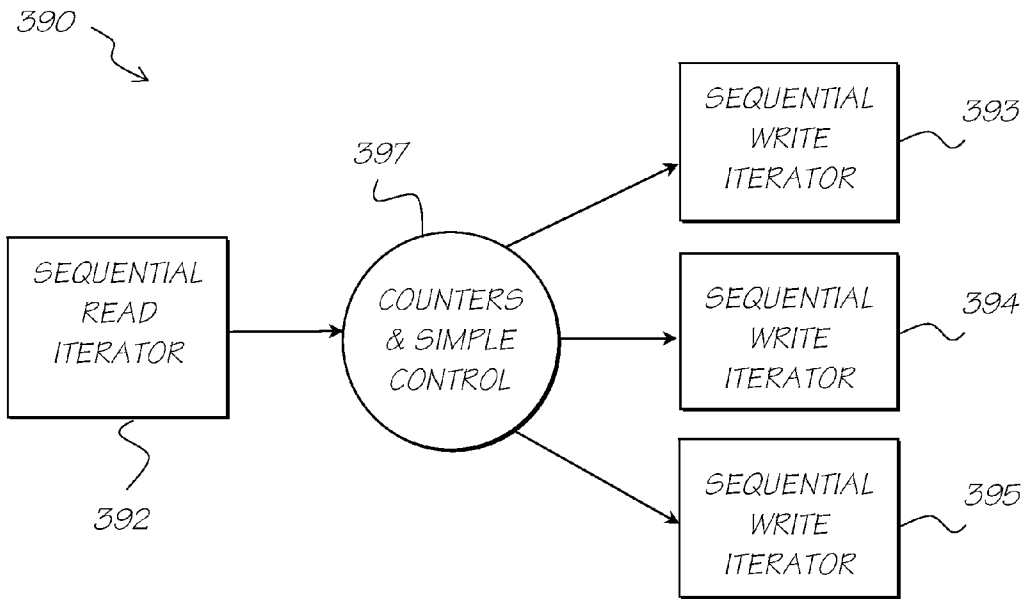 390
SEQUENTIAL
WRITE
ITERATOR
393
397
SEQUENTIAL
READ
ITERATOR
COUNTERS
& SIMPLE
CONTROL
SEQUENTIAL
WRITE
ITERATOR
394
SEQUENTIAL
WRITE
ITERATOR
395
392